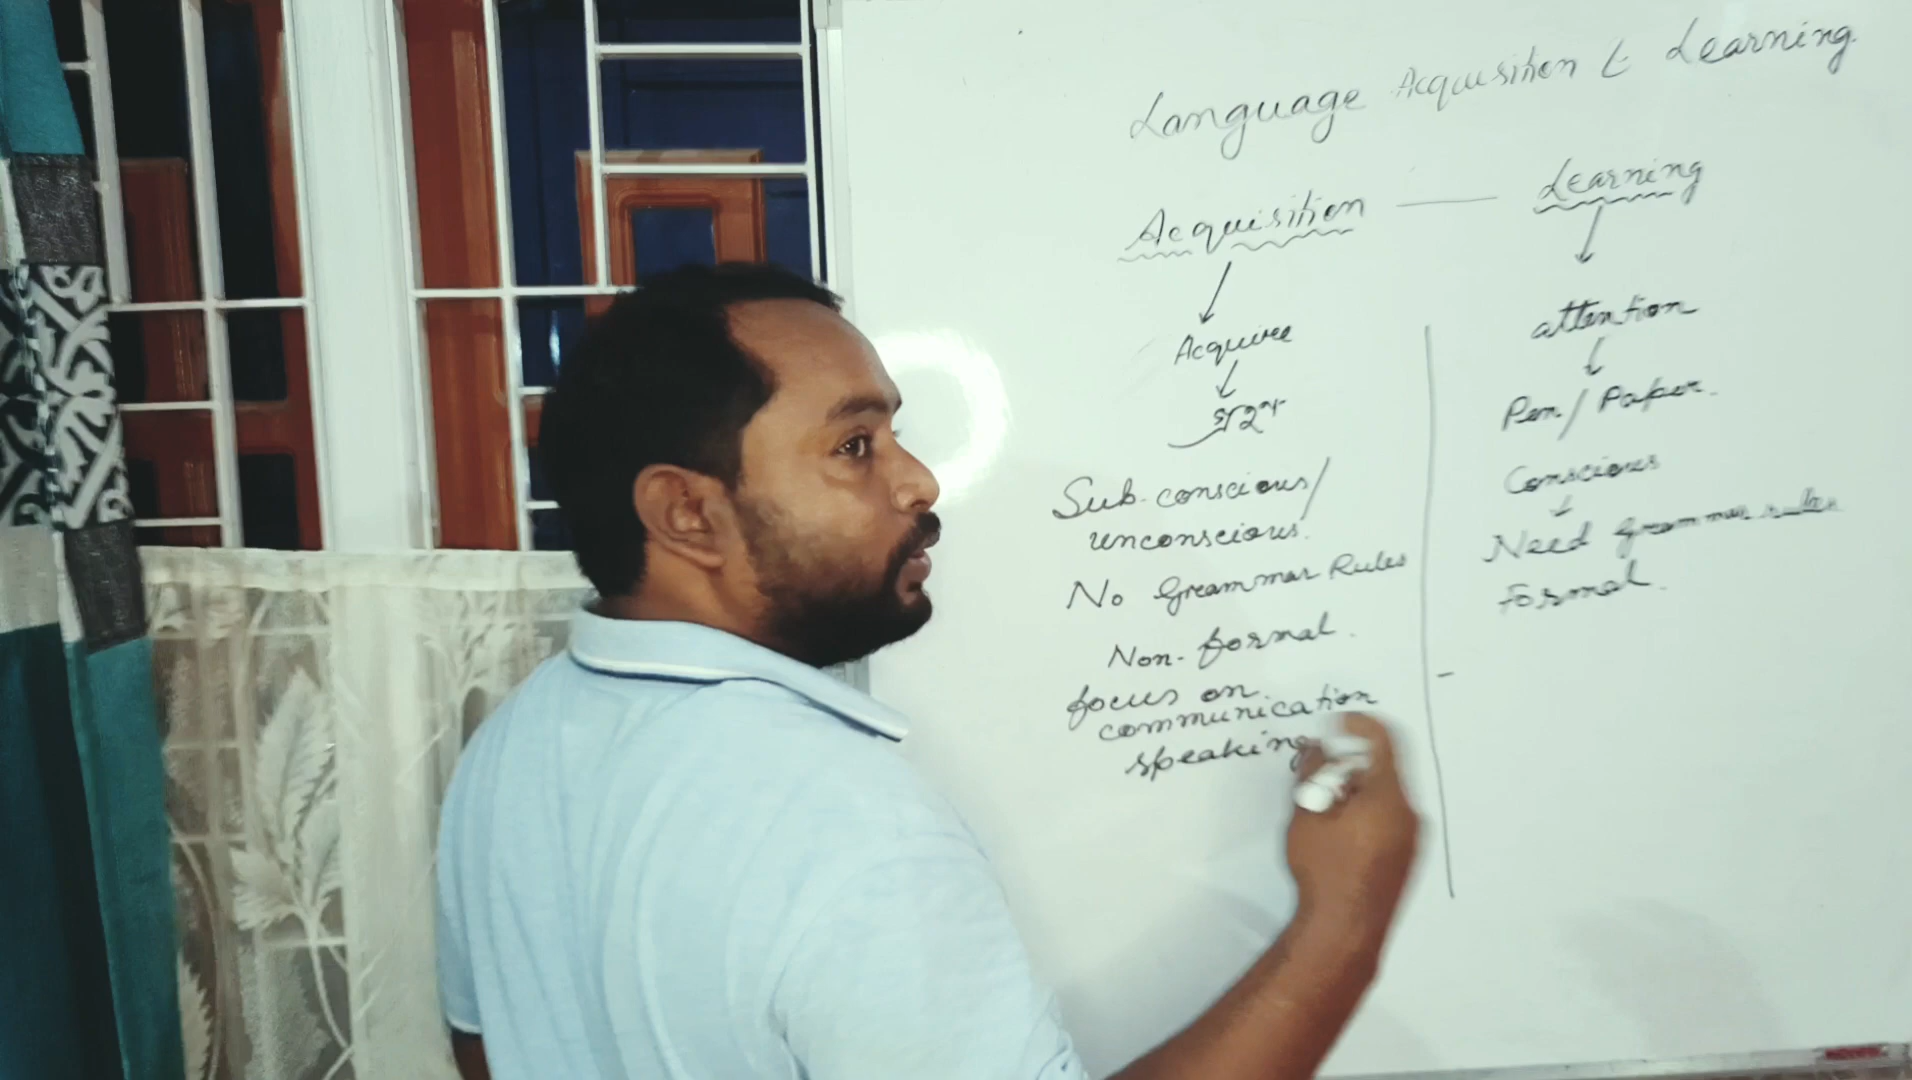 Language Acquisition & Learning.
Acquisition — Learning
Acquire
Sub-conscious/
unconscious.
No Grammar Rules
Non-formal.
focus on
communication
speaking
attention
Pen/Paper.
Conscious
Need Grammar rules
Formal.